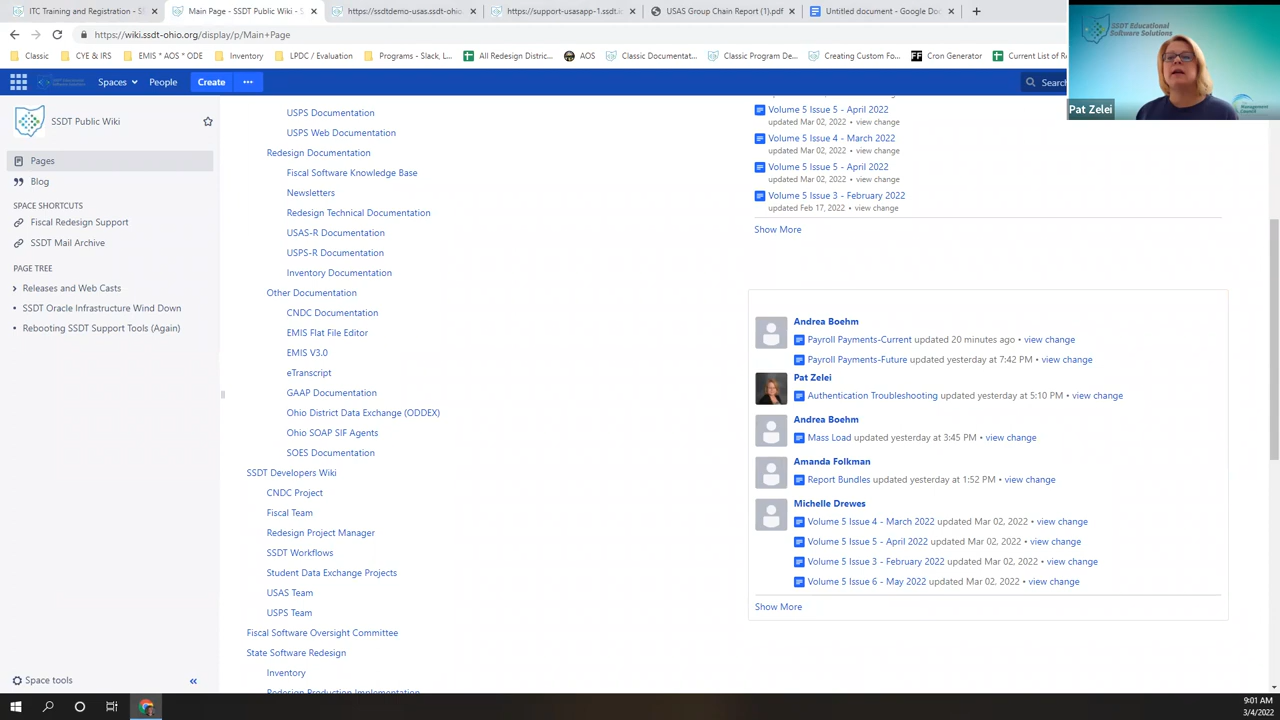 ITC Training and Registration - S
Main Page - SSDT Public Wiki - S
https://ssdtdemo-usas.ssdt-ohio
https://support-usasapp-1.ssdt.i
USAS Group Chain Report (1).pdf
Untitled document - Google Doc
https://wiki.ssdt-ohio.org/display/p/Main+Page
Classic
CYE & IRS
EMIS * AOS * ODE
Inventory
LPDC / Evaluation
Programs - Slack, L...
All Redesign Distric...
AOS
Classic Documentat...
Classic Program De...
Creating Custom Fo...
Cron Generator
Current List of R
SSDT Educational
Software Solutions
Management
Council
Pat Zelei
Spaces
People
Create
Search
SSDT Public Wiki
Pages
Blog
SPACE SHORTCUTS
Fiscal Redesign Support
SSDT Mail Archive
PAGE TREE
Releases and Web Casts
SSDT Oracle Infrastructure Wind Down
Rebooting SSDT Support Tools (Again)
Space tools
USPS Documentation
USPS Web Documentation
Redesign Documentation
Fiscal Software Knowledge Base
Newsletters
Redesign Technical Documentation
USAS-R Documentation
USPS-R Documentation
Inventory Documentation
Other Documentation
CNDC Documentation
EMIS Flat File Editor
EMIS V3.0
eTranscript
GAAP Documentation
Ohio District Data Exchange (ODDEX)
Ohio SOAP SIF Agents
SOES Documentation
SSDT Developers Wiki
CNDC Project
Fiscal Team
Redesign Project Manager
SSDT Workflows
Student Data Exchange Projects
USAS Team
USPS Team
Fiscal Software Oversight Committee
State Software Redesign
Inventory
Redesign Production Implementation
Volume 5 Issue 5 - April 2022
updated Mar 02, 2022 • view change
Volume 5 Issue 4 - March 2022
updated Mar 02, 2022 • view change
Volume 5 Issue 5 - April 2022
updated Mar 02, 2022 • view change
Volume 5 Issue 3 - February 2022
updated Feb 17, 2022 • view change
Show More
Andrea Boehm
Payroll Payments-Current updated 20 minutes ago • view change
Payroll Payments-Future updated yesterday at 7:42 PM • view change
Pat Zelei
Authentication Troubleshooting updated yesterday at 5:10 PM • view change
Andrea Boehm
Mass Load updated yesterday at 3:45 PM • view change
Amanda Folkman
Report Bundles updated yesterday at 1:52 PM • view change
Michelle Drewes
Volume 5 Issue 4 - March 2022 updated Mar 02, 2022 • view change
Volume 5 Issue 5 - April 2022 updated Mar 02, 2022 • view change
Volume 5 Issue 3 - February 2022 updated Mar 02, 2022 • view change
Volume 5 Issue 6 - May 2022 updated Mar 02, 2022 • view change
Show More
9:01 AM
3/4/2022